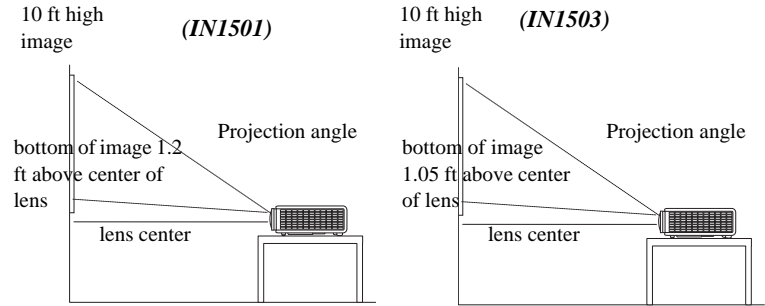 10 ft high
image
(IN1501)
Projection angle
bottom of image 1.2
ft above center of
lens
lens center
10 ft high
image
(IN1503)
Projection angle
bottom of image
1.05 ft above center
of lens
lens center